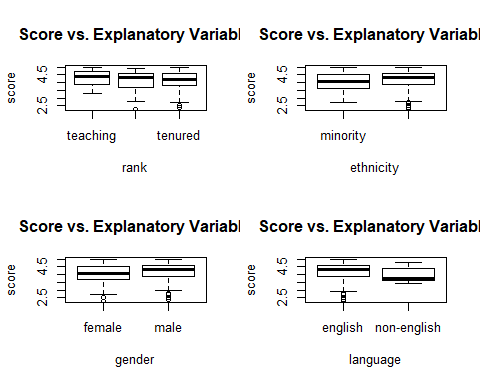 Score vs. Explanatory Variabl
score
4.5
2.5
teaching tenured
rank
Score vs. Explanatory Variabl
score
4.5
2.5
minority
ethnicity
Score vs. Explanatory Variabl
score
4.5
2.5
female male
gender
Score vs. Explanatory Variabl
score
4.5
2.5
english non-english
language